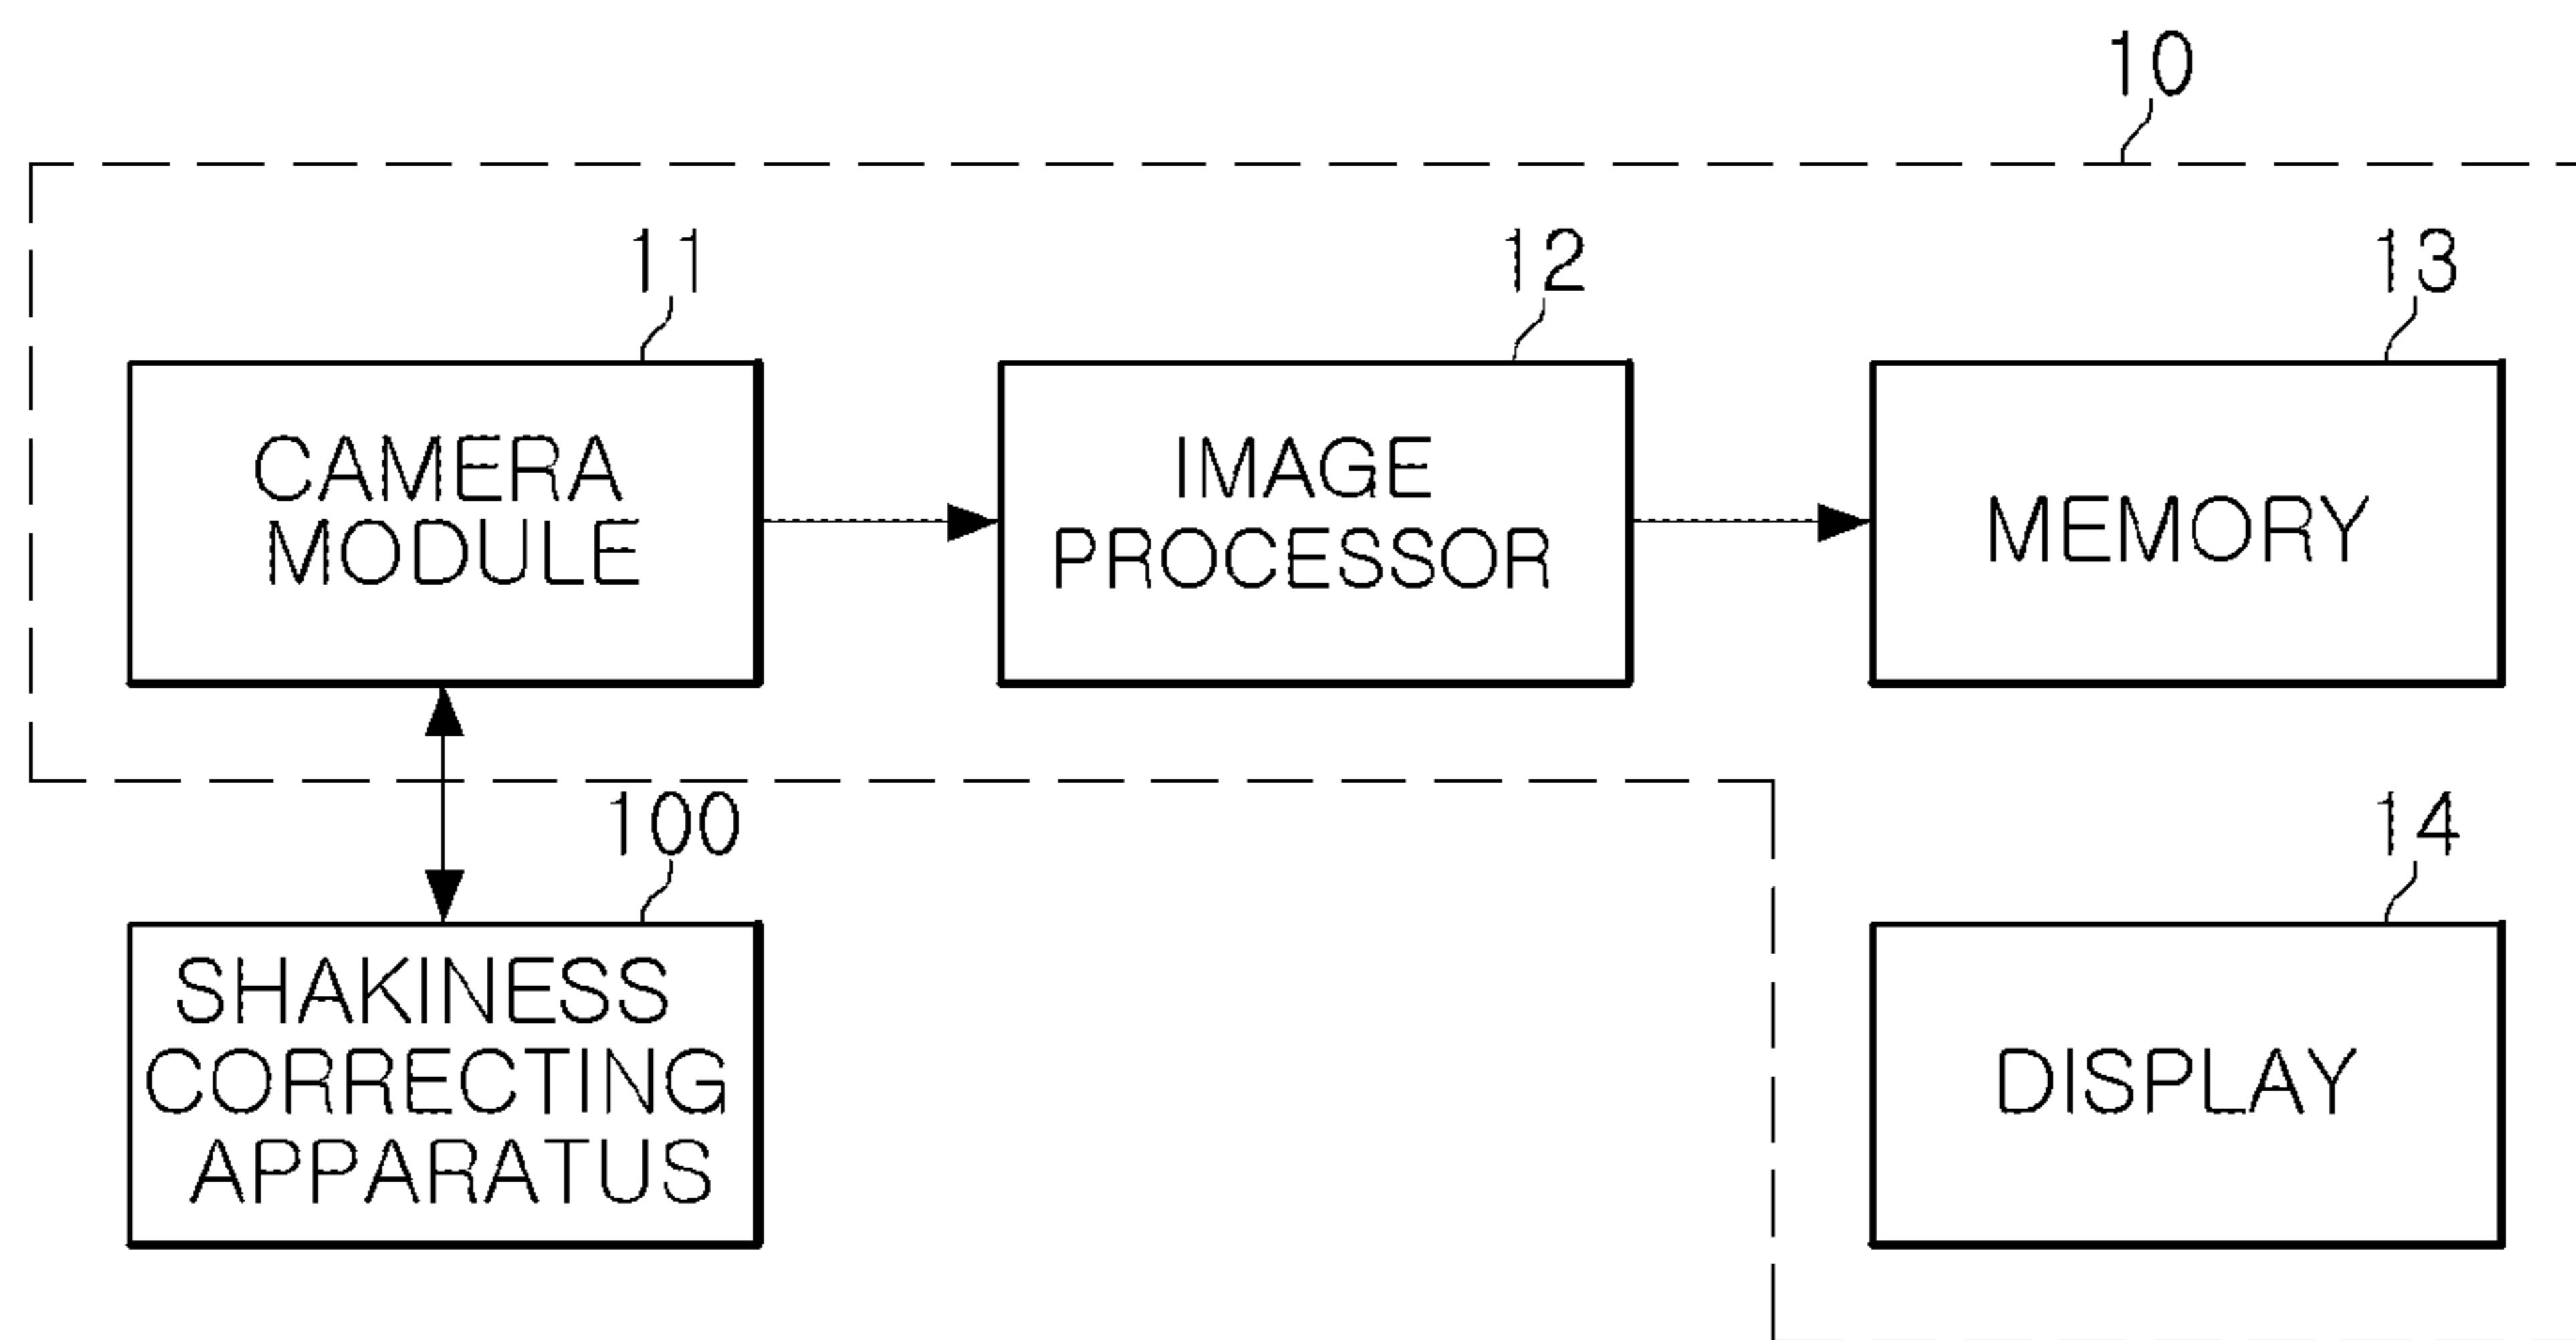 10
11
12
13
CAMERA
MODULE
IMAGE
PROCESSOR
MEMORY
100
14
SHAKINESS
CORRECTING
APPARATUS
DISPLAY